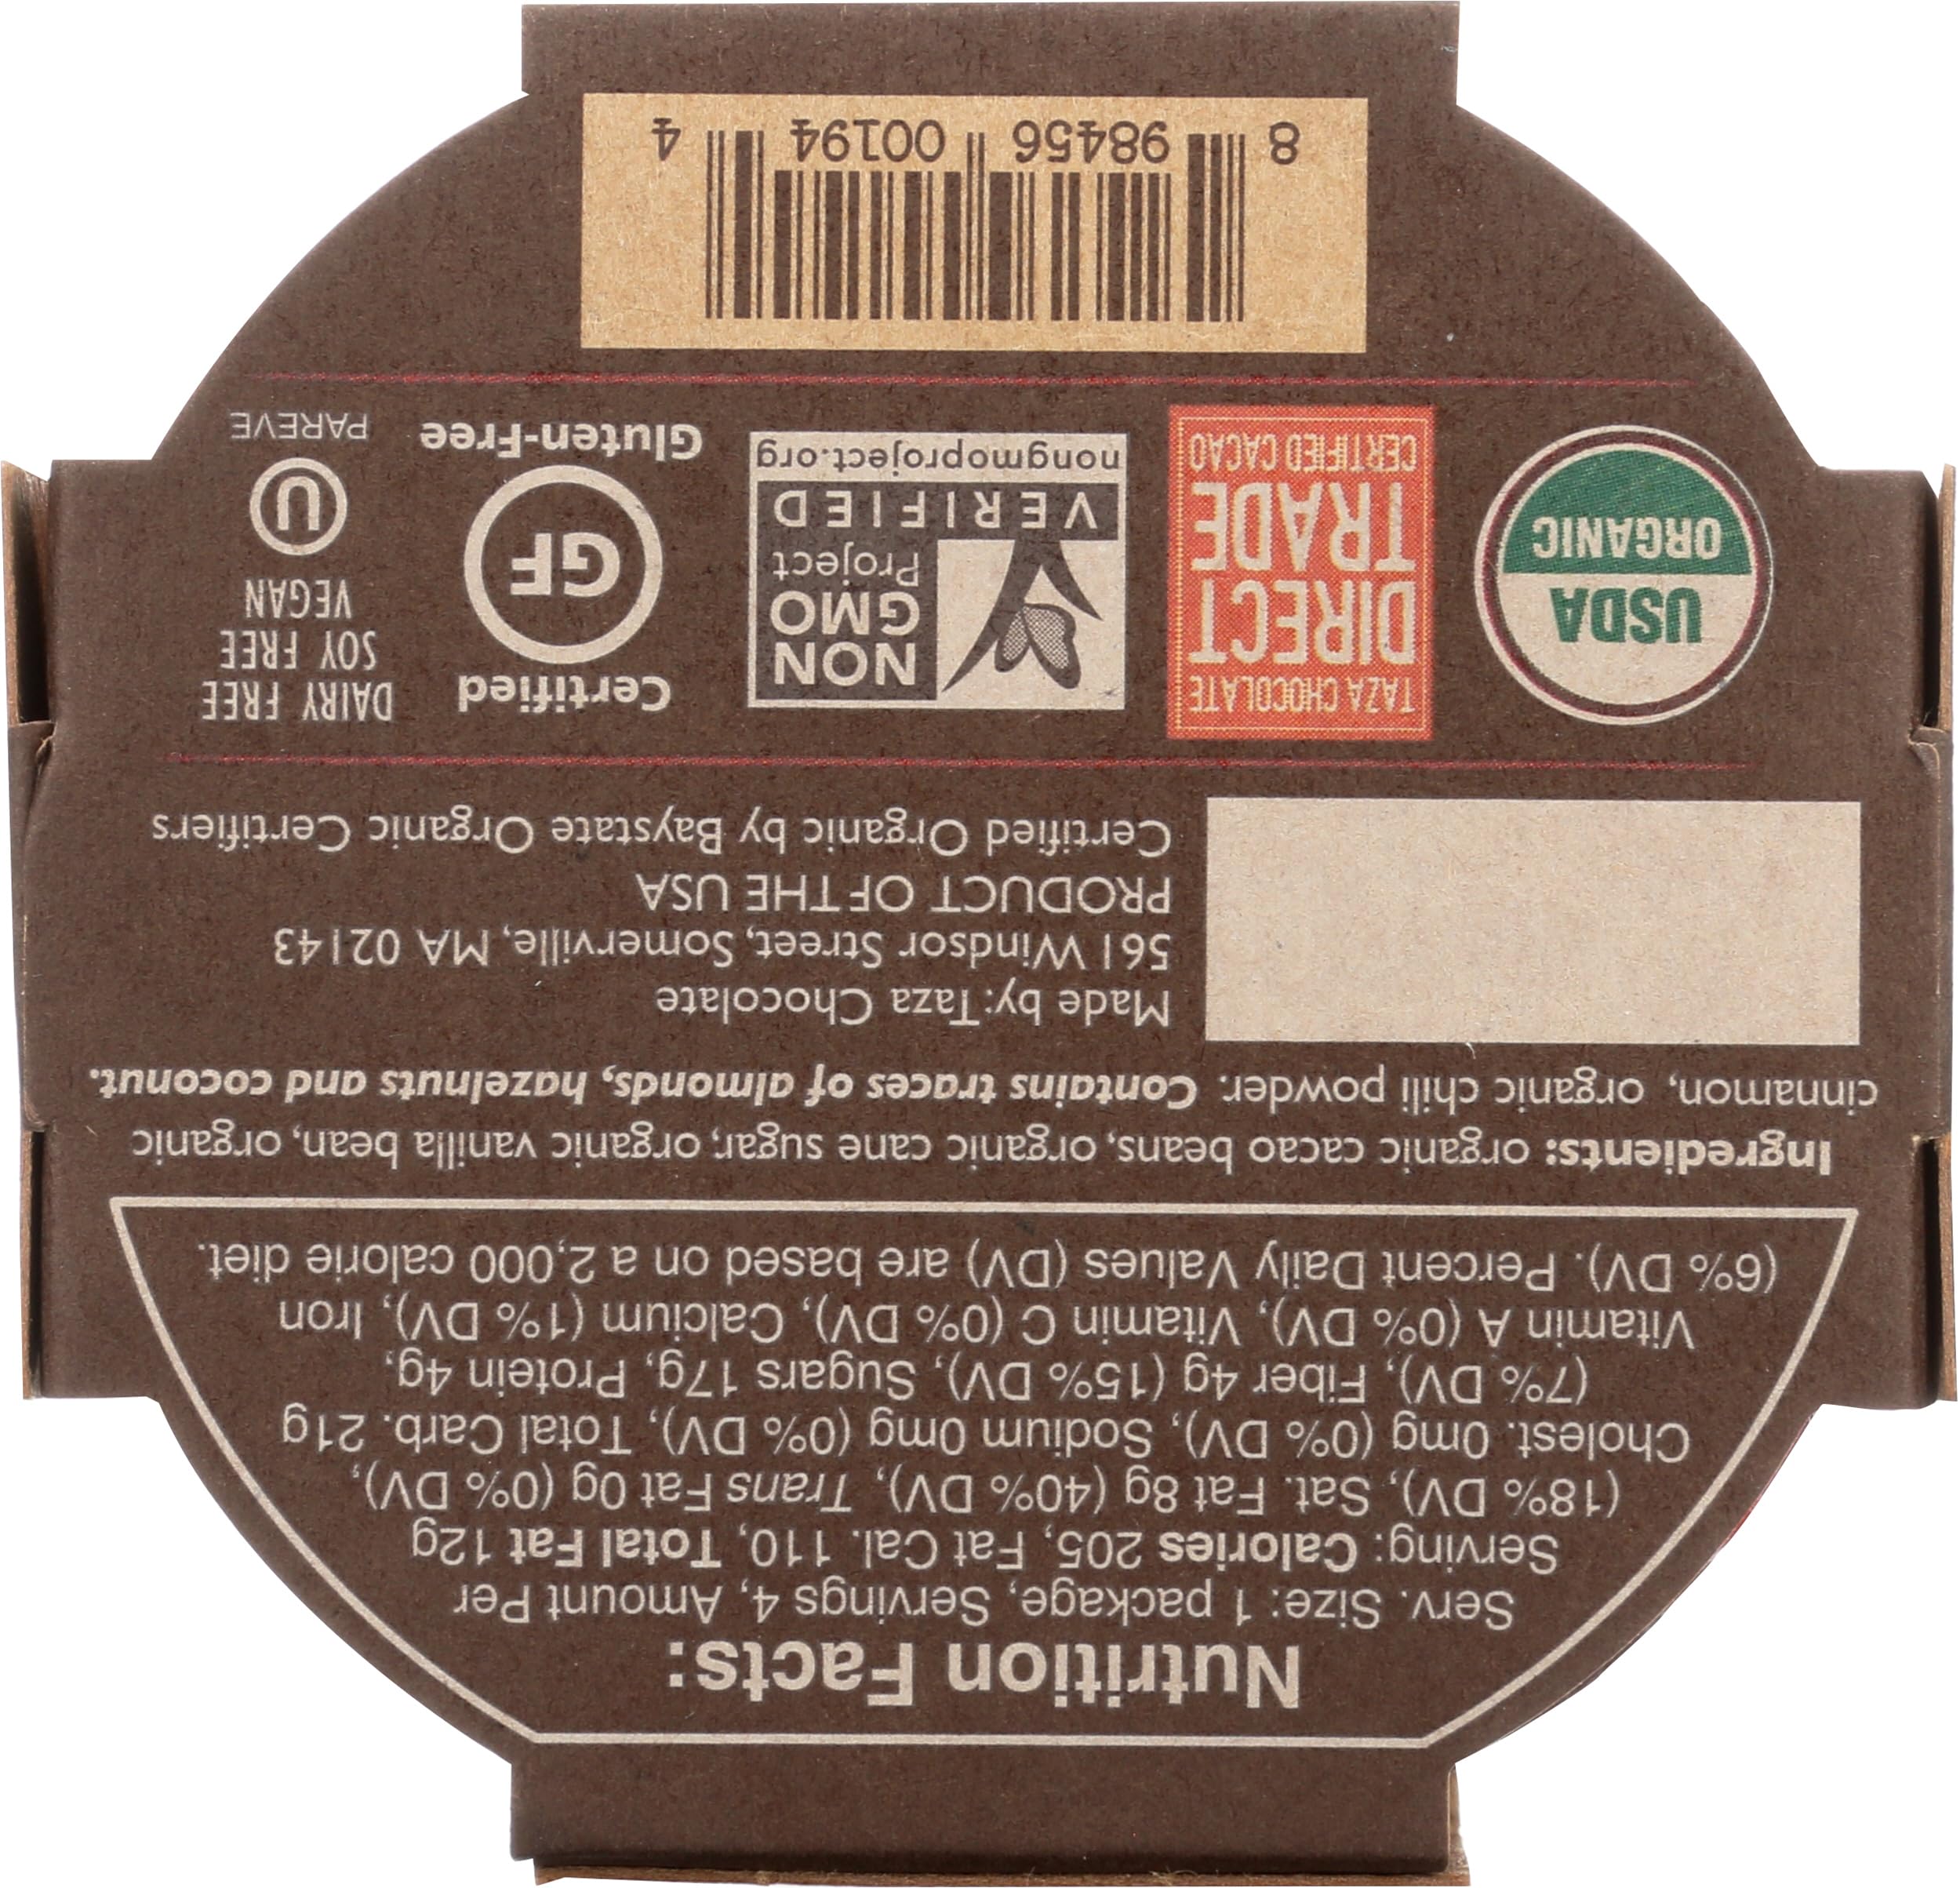 Nutrition Facts:
Serv. Size: 1 package, Servings 4, Amount Per
Serving: Calories 205, Fat Cal. 110, Total Fat 12g
(18% DV), Sat. Fat 8g (40% DV), Trans Fat 0g (0% DV),
Cholest. 0mg (0% DV), Sodium 0mg (0% DV), Total Carb. 21g
(7% DV), Fiber 4g (15% DV), Sugars 17g, Protein 4g,
Vitamin A (0% DV), Vitamin C (0% DV), Calcium (1% DV), Iron
(6% DV). Percent Daily Values (DV) are based on a 2,000 calorie diet.
Ingredients: organic cacao beans, organic cane sugar, organic vanilla bean, organic
cinnamon, organic chili powder. Contains traces of almonds, hazelnuts and coconut.
Made by: Taza Chocolate
561 Windsor Street, Somerville, MA 02143
PRODUCT OF THE USA
Certified Organic by Baystate Organic Certifiers
USDA
ORGANIC
TAZA CHOCOLATE
DIRECT
TRADE
CERTIFIED CACAO
NON
GMO
Project
VERIFIED
nongmoproject.org
Certified
GF
Gluten-Free
DAIRY FREE
SOY FREE
VEGAN
U
PAREVE
8 98456 00194 4